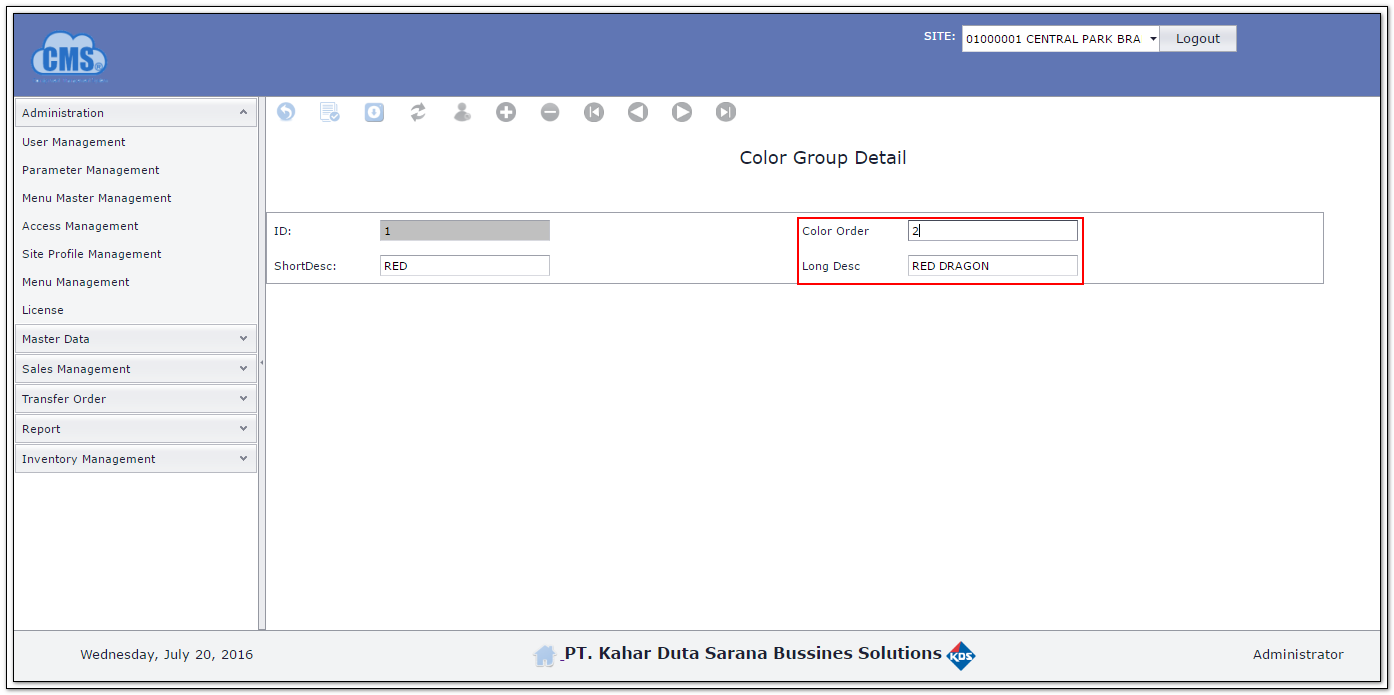 SITE: 01000001 CENTRAL PARK BRA Logout
CMS
Administration
User Management
Parameter Management
Menu Master Management
Access Management
Site Profile Management
Menu Management
License
Master Data
Sales Management
Transfer Order
Report
Inventory Management
Color Group Detail
ID: 1 Color Order 2
ShortDesc: RED Long Desc RED DRAGON
Wednesday, July 20, 2016 PT. Kahar Duta Sarana Bussines Solutions KDS Administrator